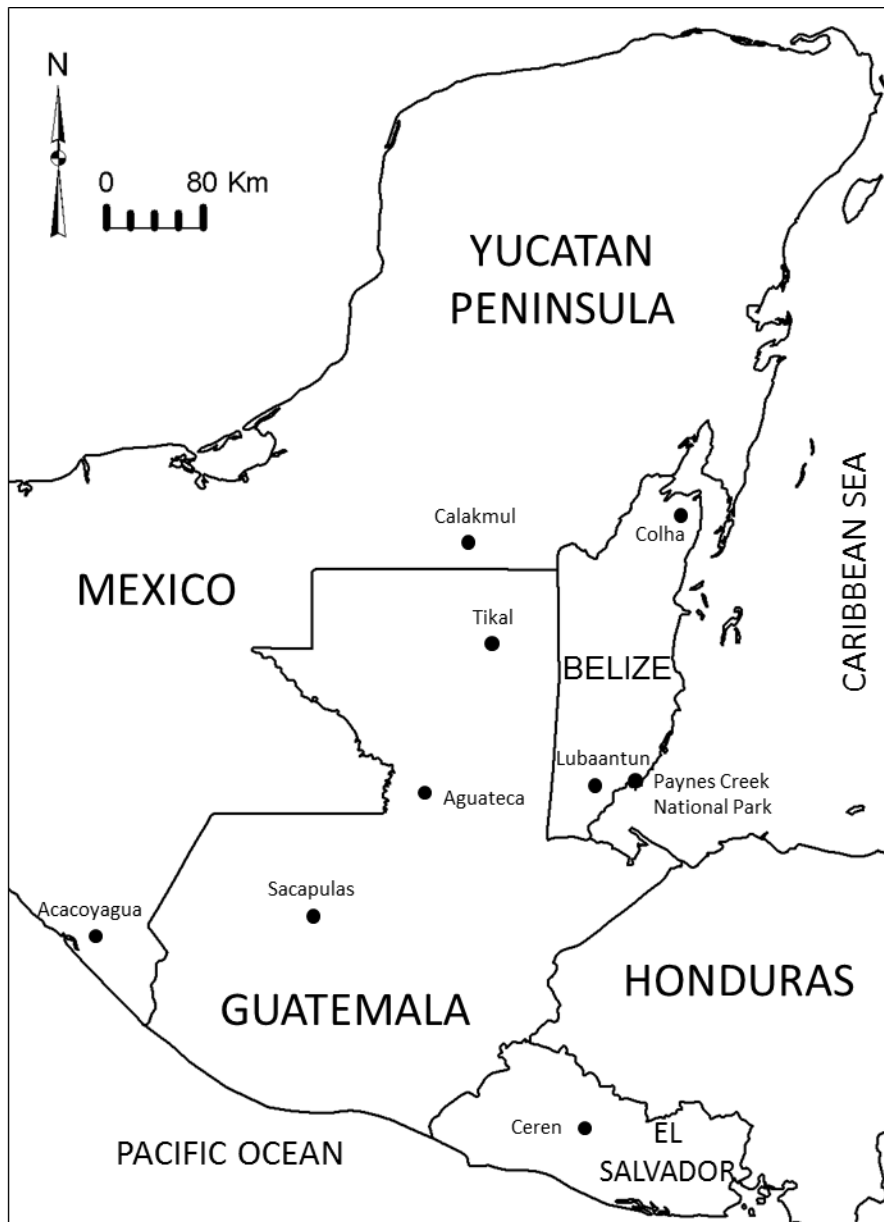 N
0 80 Km
YUCATAN
PENINSULA
CARIBBEAN SEA
Calakmul
Colha
MEXICO
Tikal
BELIZE
Lubaantun
Paynes Creek
National Park
Aguateca
Sacapulas
Acacoyagua
HONDURAS
GUATEMALA
Ceren
EL
SALVADOR
PACIFIC OCEAN